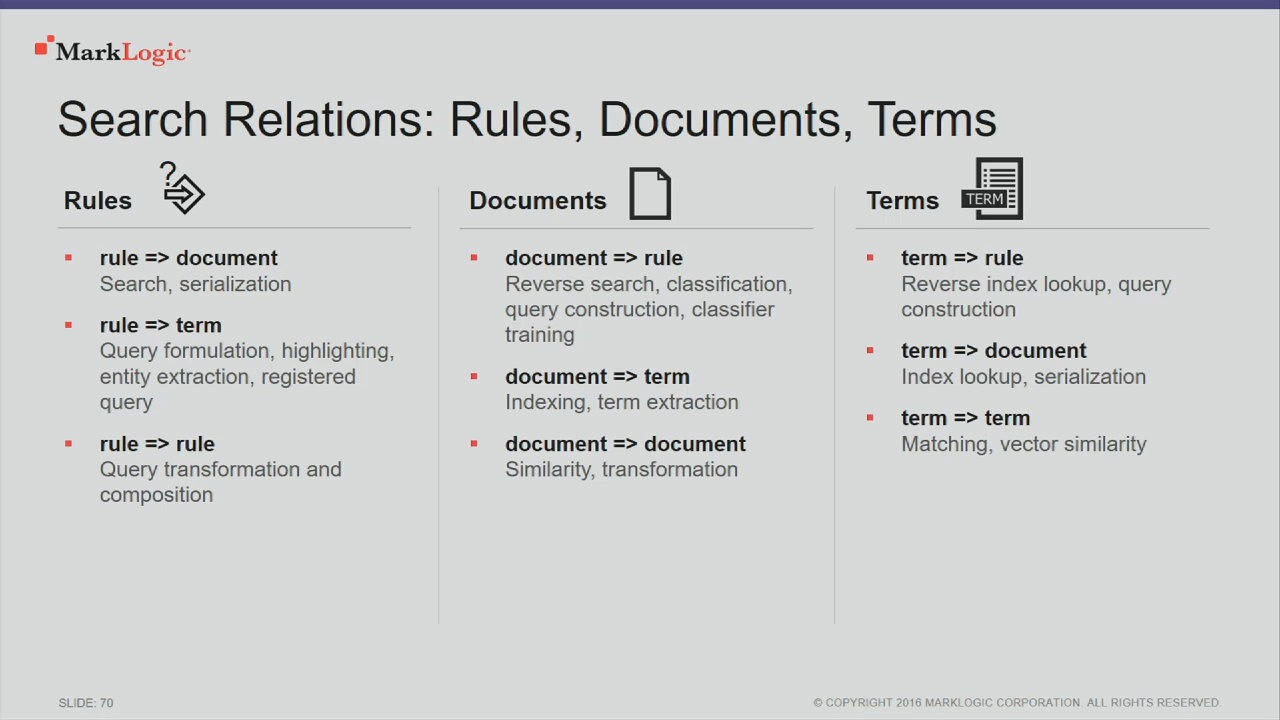 MarkLogic
Search Relations: Rules, Documents, Terms
Rules
?
▪ rule => document
Search, serialization
▪ rule => term
Query formulation, highlighting,
entity extraction, registered
query
▪ rule => rule
Query transformation and
composition
Documents
▪ document => rule
Reverse search, classification,
query construction, classifier
training
▪ document => term
Indexing, term extraction
▪ document => document
Similarity, transformation
Terms
TERM
▪ term => rule
Reverse index lookup, query
construction
▪ term => document
Index lookup, serialization
▪ term => term
Matching, vector similarity
SLIDE: 70
© COPYRIGHT 2016 MARKLOGIC CORPORATION. ALL RIGHTS RESERVED.